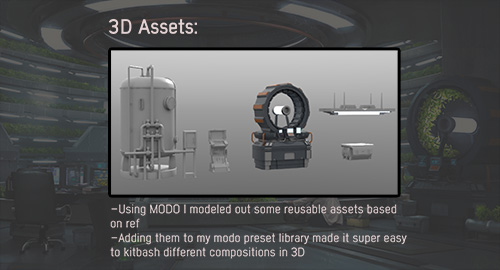 3D Assets:
-Using MODO I modeled out some reusable assets based
on ref
-Adding them to my modo preset library made it super easy
to kitbash different compositions in 3D